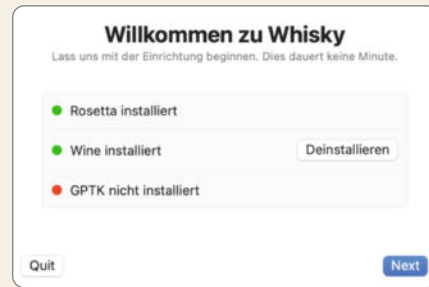 Willkommen zu Whisky
Lass uns mit der Einrichtung beginnen. Dies dauert keine Minute.
Rosetta installiert
Wine installiert
Deinstallieren
GPTK nicht installiert
Quit
Next